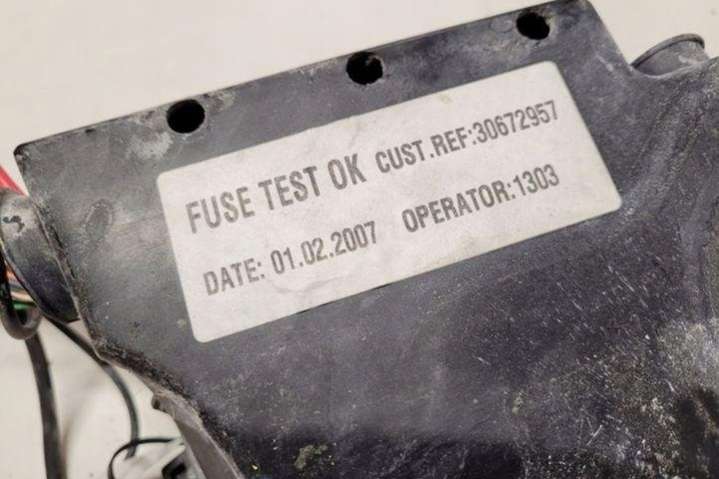 FUSE TEST OK CUST.REF:30672957
DATE: 01.02.2007 OPERATOR:1303